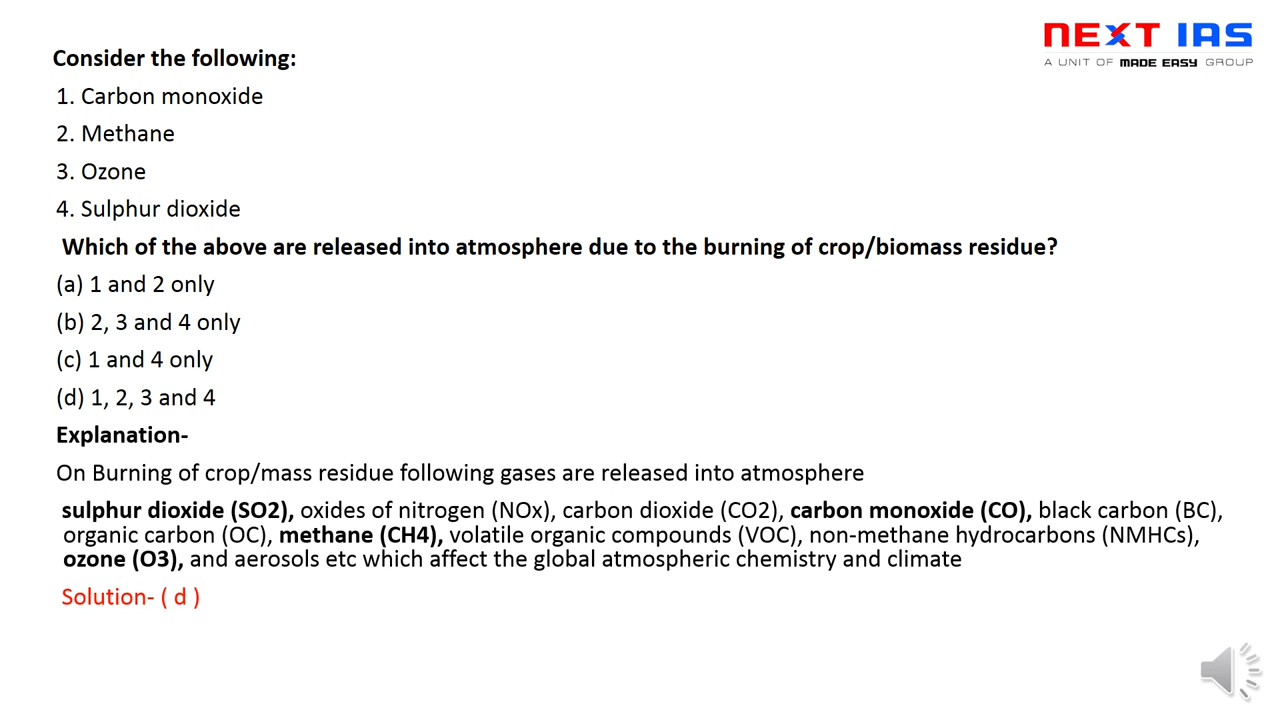 NEXT IAS
A UNIT OF MADE EASY GROUP
Consider the following:
1. Carbon monoxide
2. Methane
3. Ozone
4. Sulphur dioxide
Which of the above are released into atmosphere due to the burning of crop/biomass residue?
(a) 1 and 2 only
(b) 2, 3 and 4 only
(c) 1 and 4 only
(d) 1, 2, 3 and 4
Explanation-
On Burning of crop/mass residue following gases are released into atmosphere
sulphur dioxide (SO2), oxides of nitrogen (NOx), carbon dioxide (CO2), carbon monoxide (CO), black carbon (BC),
organic carbon (OC), methane (CH4), volatile organic compounds (VOC), non-methane hydrocarbons (NMHCs),
ozone (O3), and aerosols etc which affect the global atmospheric chemistry and climate
Solution- ( d )